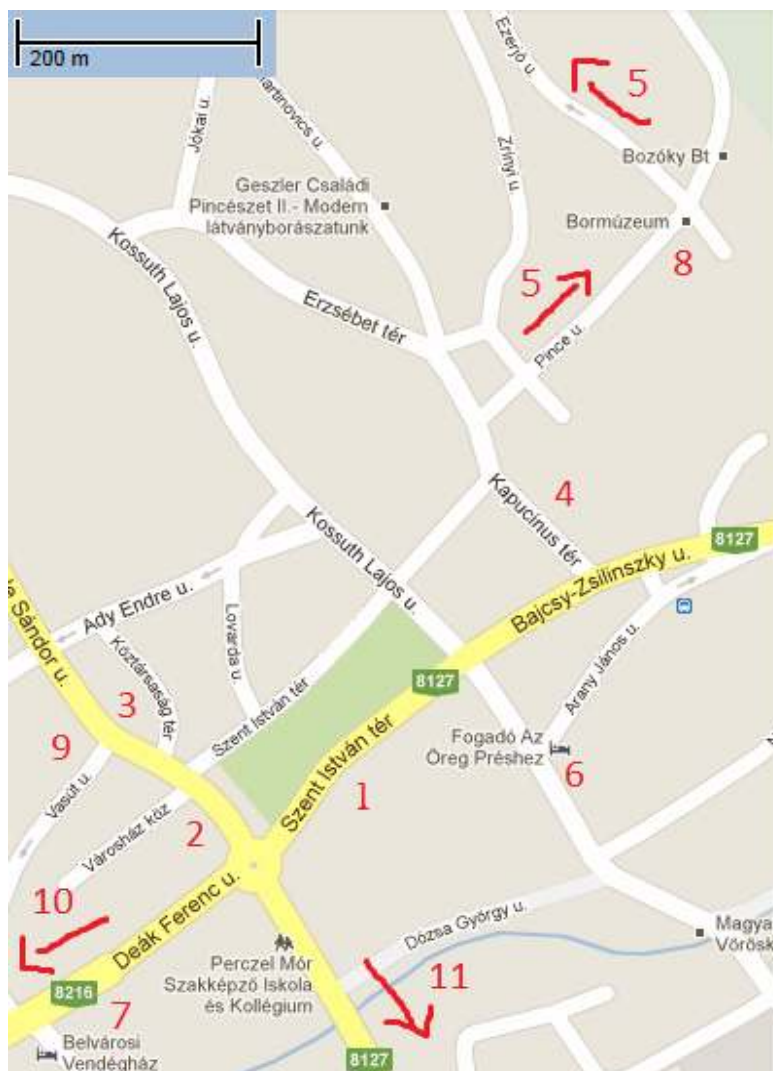 200 m
Ezerjó u.
5
Jókai u.
Martinovics u.
Zrínyi u.
Bozóky Bt
Geszler Családi
Pincészet II.- Modern
látványborászatunk
Bormúzeum
8
Kossuth Lajos u.
5
Erzsébet tér
Pince u.
4
Kapucinus tér
Kossuth Lajos u.
8127
Bajcsy-Zsilinszky u.
Ady Endre u.
Lovarda u.
Sándor u.
Köztársaság tér
Arany János u.
8127
3
Szent István tér
9
Fogadó Az
Öreg Préshez
6
Szent István tér
1
Vasút u.
2
Városház köz
10
Deák Ferenc u.
Dózsa György u.
Magya
Vörösk
Perczel Mór
Szakképző Iskola
és Kollégium
11
8216
7
Belvárosi
Vendégház
8127